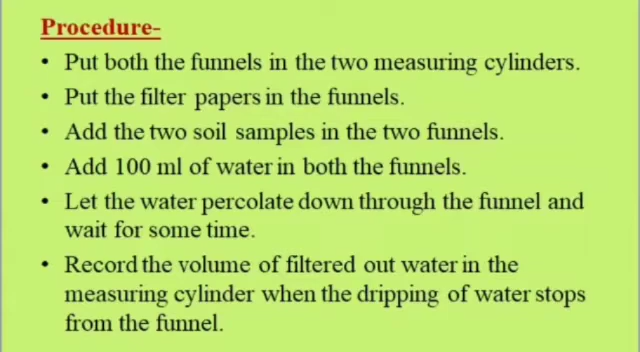 Procedure-
• Put both the funnels in the two measuring cylinders.
• Put the filter papers in the funnels.
• Add the two soil samples in the two funnels.
• Add 100 ml of water in both the funnels.
• Let the water percolate down through the funnel and
wait for some time.
• Record the volume of filtered out water in the
measuring cylinder when the dripping of water stops
from the funnel.